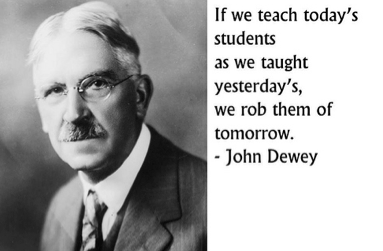 If we teach today's
students
as we taught
yesterday's,
we rob them of
tomorrow.
- John Dewey